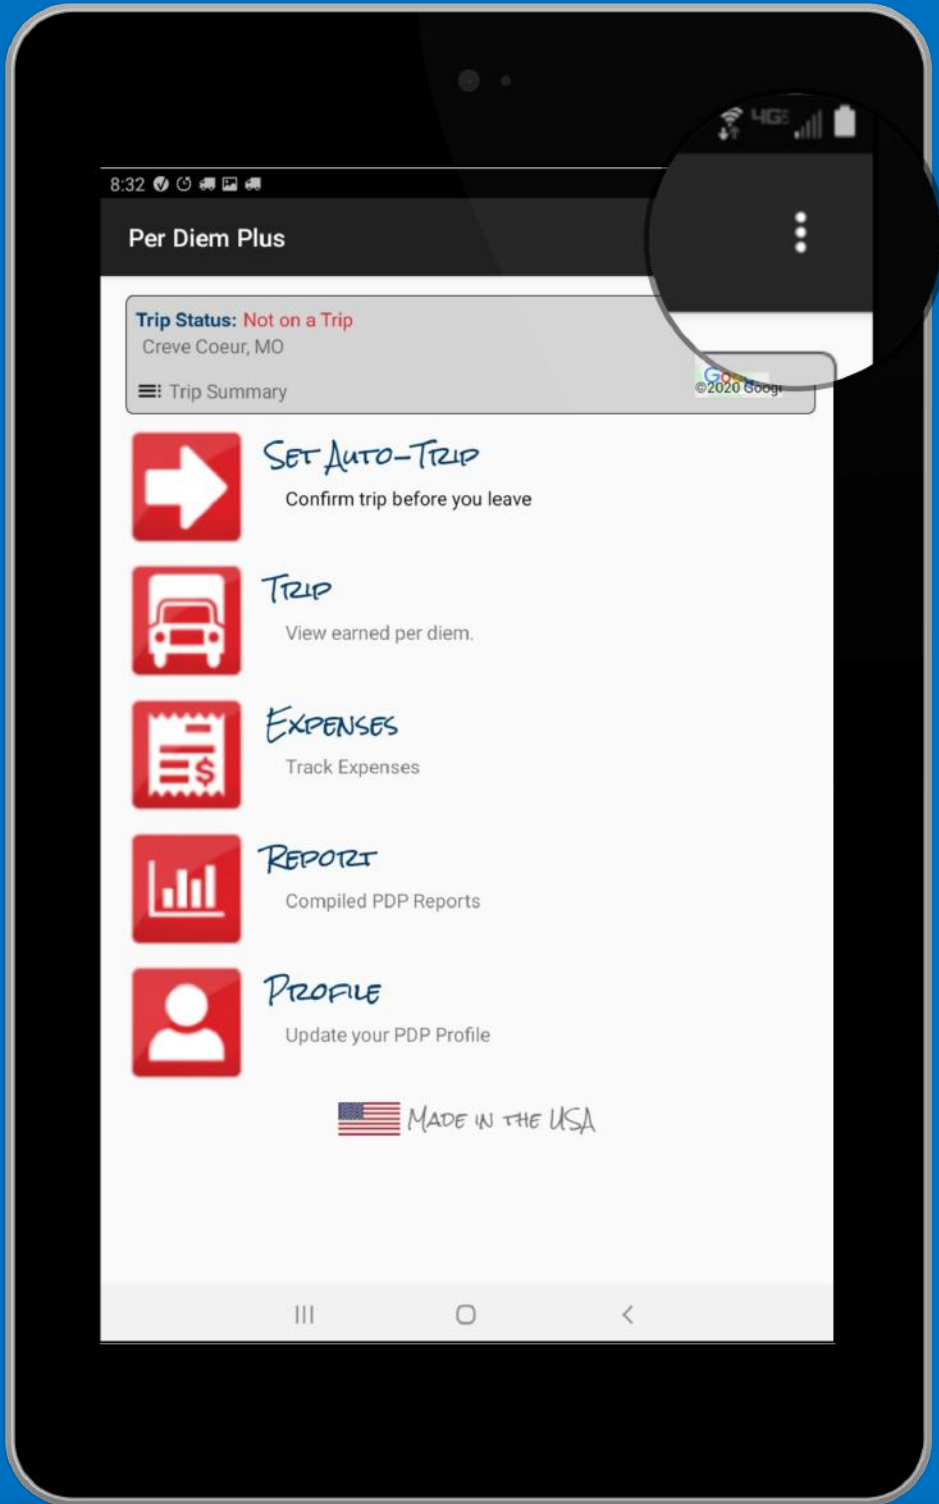 8:32
4G
Per Diem Plus
Trip Status: Not on a Trip
Creve Coeur, MO
Trip Summary
©2020 Googl
SET AUTO-TRIP
Confirm trip before you leave
TRIP
View earned per diem.
EXPENSES
Track Expenses
$
REPORT
Compiled PDP Reports
PROFILE
Update your PDP Profile
MADE IN THE USA